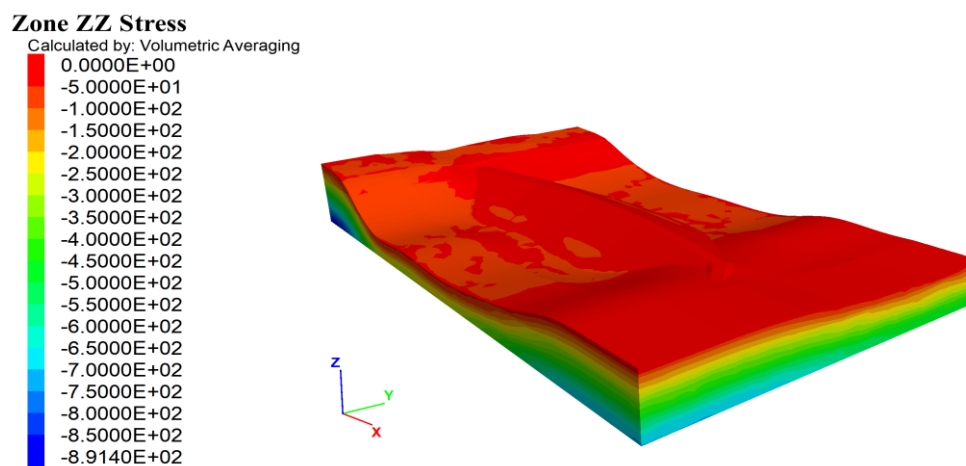 Zone ZZ Stress
Calculated by: Volumetric Averaging
0.0000E+00
-5.0000E+01
-1.0000E+02
-1.5000E+02
-2.0000E+02
-2.5000E+02
-3.0000E+02
-3.5000E+02
-4.0000E+02
-4.5000E+02
-5.0000E+02
-5.5000E+02
-6.0000E+02
-6.5000E+02
-7.0000E+02
-7.5000E+02
-8.0000E+02
-8.5000E+02
-8.9140E+02
Z
Y
X